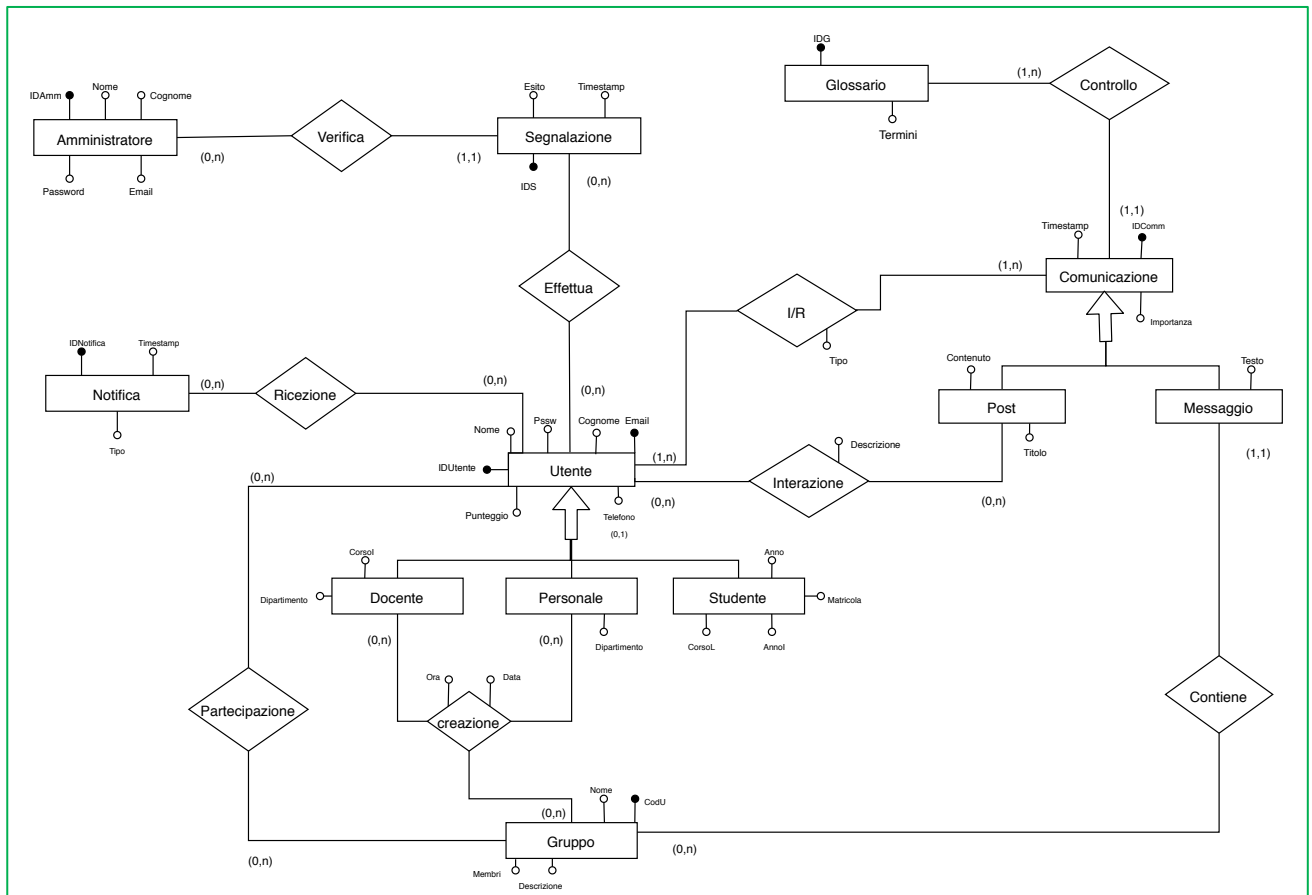 IDG
Glossario
(1,n)
Controllo
Termini
IDAmm
Nome
Cognome
Amministratore
(0,n)
Password
Email
Verifica
(1,1)
Esito
Timestamp
Segnalazione
IDS
(0,n)
(1,1)
Timestamp
IDComm
Comunicazione
(1,n)
Importanza
Effettua
I/R
Tipo
IDNotifica
Timestamp
Notifica
(0,n)
Tipo
Ricezione
(0,n)
(0,n)
Contenuto
Post
Titolo
Testo
Messaggio
(1,1)
Nome
Pssw
Cognome
Email
IDUtente
Utente
(1,n)
(0,n)
Punteggio
Telefono
(0,1)
Descrizione
Interazione
(0,n)
(0,n)
CorsoI
Dipartimento
Docente
(0,n)
Personale
(0,n)
Dipartimento
Anno
Studente
Matricola
CorsoL
AnnoI
Partecipazione
Ora
Data
creazione
Contiene
(0,n)
Nome
CodU
Gruppo
(0,n)
(0,n)
Membri
Descrizione